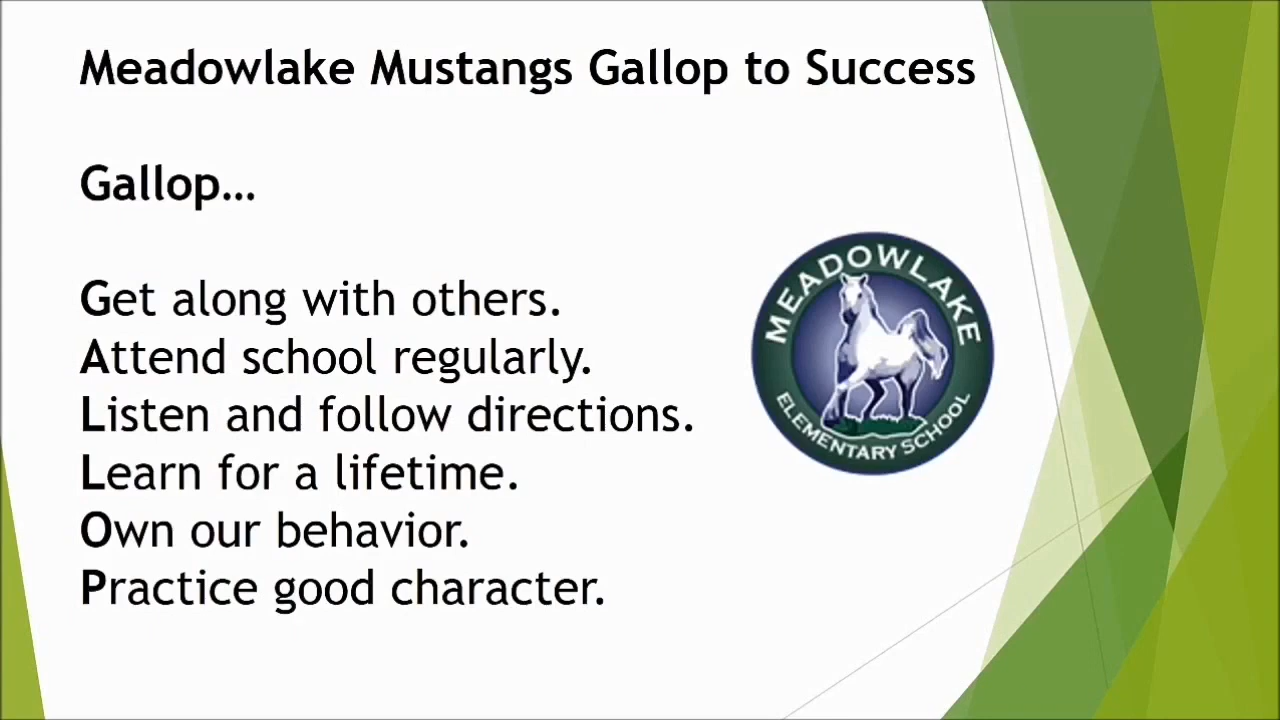 Meadowlake Mustangs Gallop to Success
Gallop…
Get along with others.
Attend school regularly.
Listen and follow directions.
Learn for a lifetime.
Own our behavior.
Practice good character.
MEADOWLAKE
ELEMENTARY SCHOOL